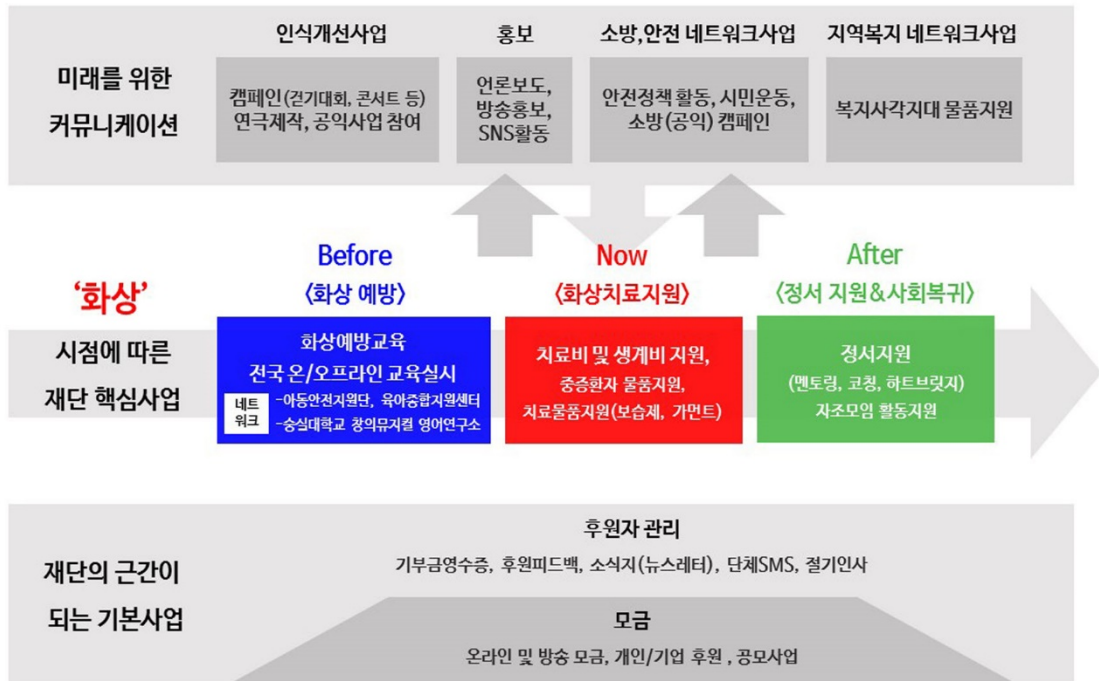 미래를 위한
커뮤니케이션
인식개선사업
캠페인(걷기대회, 콘서트 등)
연극제작, 공익사업 참여
홍보
언론보도,
방송홍보,
SNS활동
소방,안전 네트워크사업
안전정책 활동, 시민운동,
소방(공익) 캠페인
지역복지 네트워크사업
복지사각지대 물품지원
‘화상’
시점에 따른
재단 핵심사업
Before
〈화상 예방〉
화상예방교육
전국 온/오프라인 교육실시
네트
워크
-아동안전지원단, 육아종합지원센터
-숭실대학교 창의뮤지컬 영어연구소
Now
〈화상치료지원〉
치료비 및 생계비 지원,
중증환자 물품지원,
치료물품지원(보습제, 가먼트)
After
〈정서 지원&사회복귀〉
정서지원
(멘토링, 코칭, 하트브릿지)
자조모임 활동지원
재단의 근간이
되는 기본사업
후원자 관리
기부금영수증, 후원피드백, 소식지(뉴스레터), 단체SMS, 절기인사
모금
온라인 및 방송 모금, 개인/기업 후원 , 공모사업